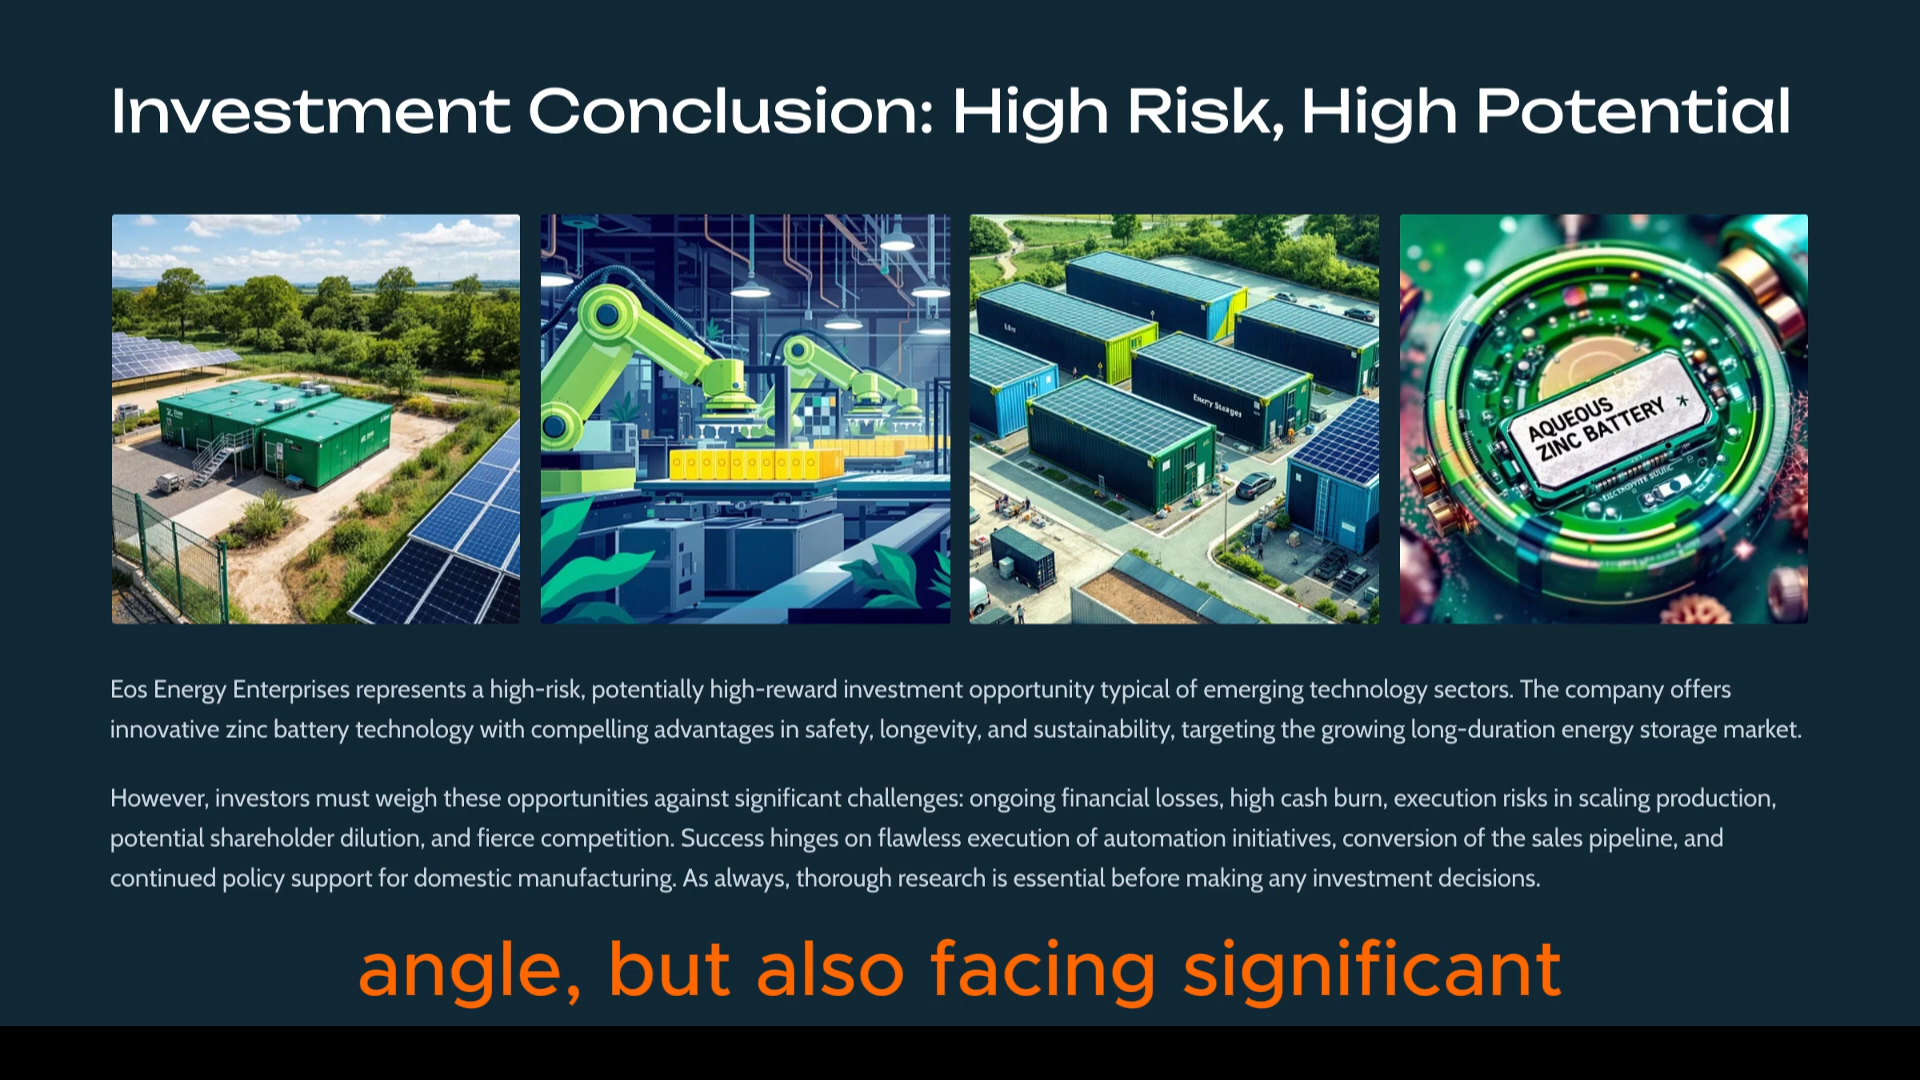 Investment Conclusion: High Risk, High Potential
Energy Storages
AQUEOUS
ZINC BATTERY
Eos Energy Enterprises represents a high-risk, potentially high-reward investment opportunity typical of emerging technology sectors. The company offers
innovative zinc battery technology with compelling advantages in safety, longevity, and sustainability, targeting the growing long-duration energy storage market.
However, investors must weigh these opportunities against significant challenges: ongoing financial losses, high cash burn, execution risks in scaling production,
potential shareholder dilution, and fierce competition. Success hinges on flawless execution of automation initiatives, conversion of the sales pipeline, and
continued policy support for domestic manufacturing. As always, thorough research is essential before making any investment decisions.
angle, but also facing significant